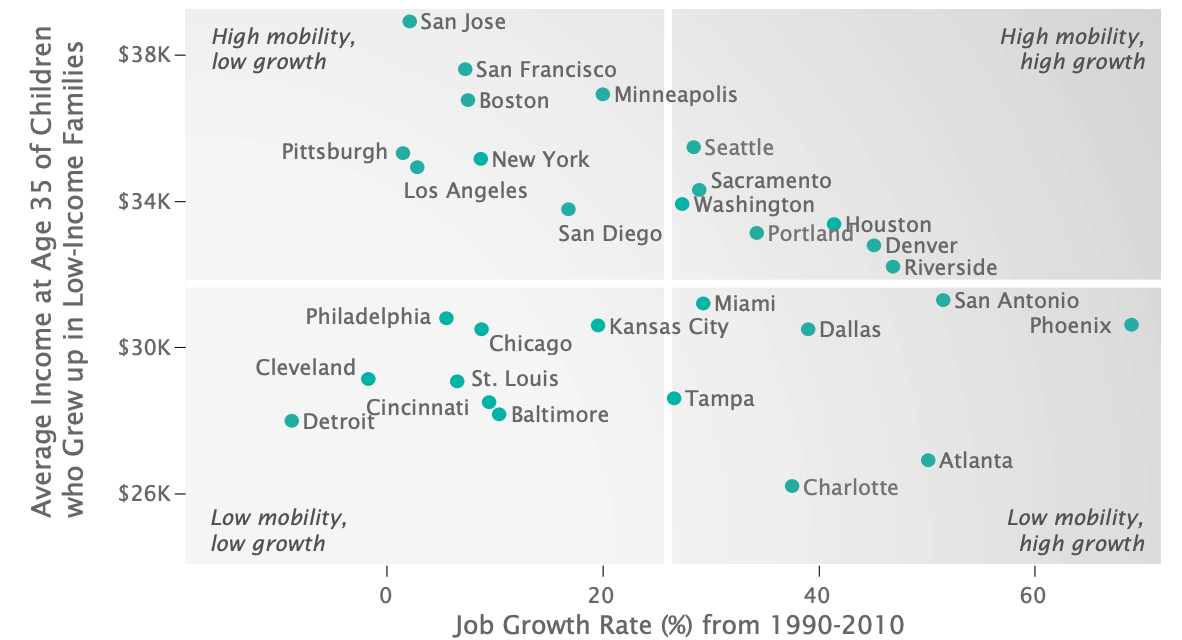 Average Income at Age 35 of Children
who Grew up in Low-Income Families
$38K
$34K
$30K
$26K
High mobility,
low growth
High mobility,
high growth
San Jose
San Francisco
Boston
Minneapolis
Pittsburgh
New York
Los Angeles
San Diego
Seattle
Sacramento
Washington
Portland
Houston
Denver
Riverside
Philadelphia
Chicago
Kansas City
Cleveland
St. Louis
Cincinnati
Baltimore
Detroit
Miami
San Antonio
Phoenix
Dallas
Tampa
Atlanta
Charlotte
Low mobility,
low growth
Low mobility,
high growth
0
20
40
60
Job Growth Rate (%) from 1990-2010